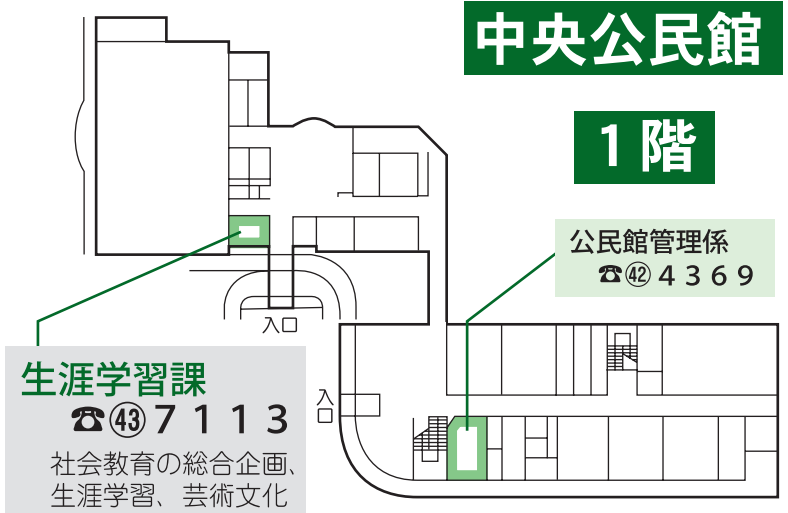 中央公民館
１階
公民館管理係
☎㊷４３６９
入口
入口
生涯学習課
☎㊸７１１３
社会教育の総合企画、
生涯学習、芸術文化